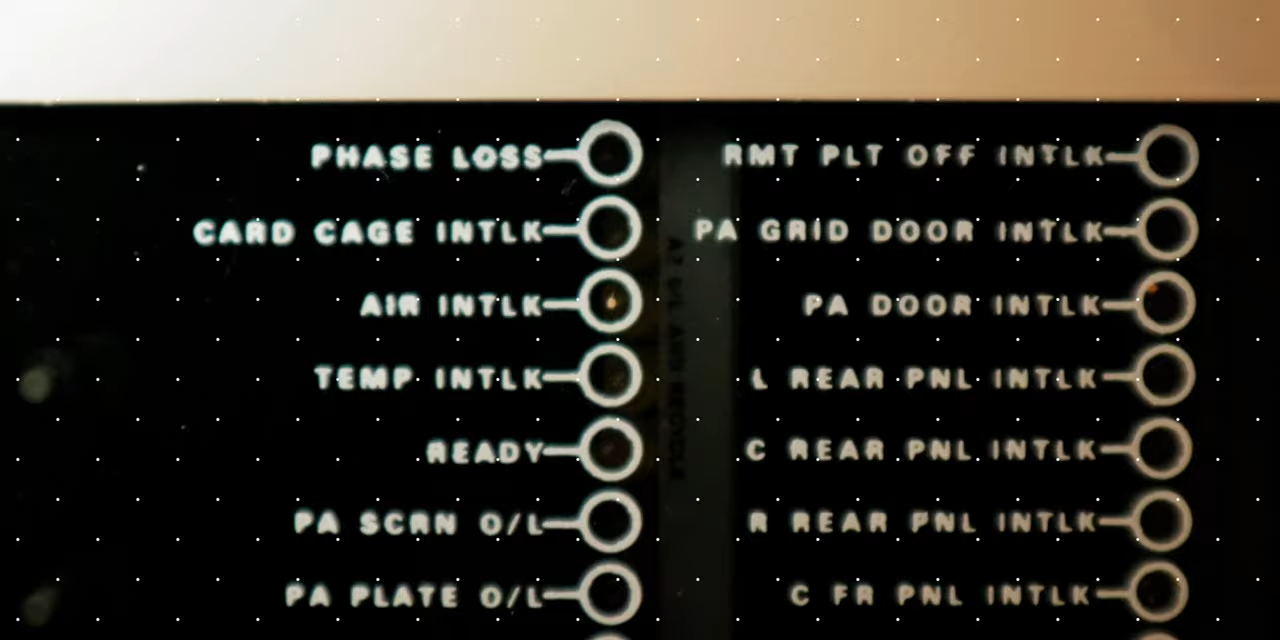 PHASE LOSS
CARD CAGE INTLK
AIR INTLK
TEMP INTLK
READY
PA SCRN O/L
PA PLATE O/L
RMT PLT OFF INTLK
PA GRID DOOR INTLK
PA DOOR INTLK
L REAR PNL INTLK
C REAR PNL INTLK
R REAR PNL INTLK
C FR PNL INTLK